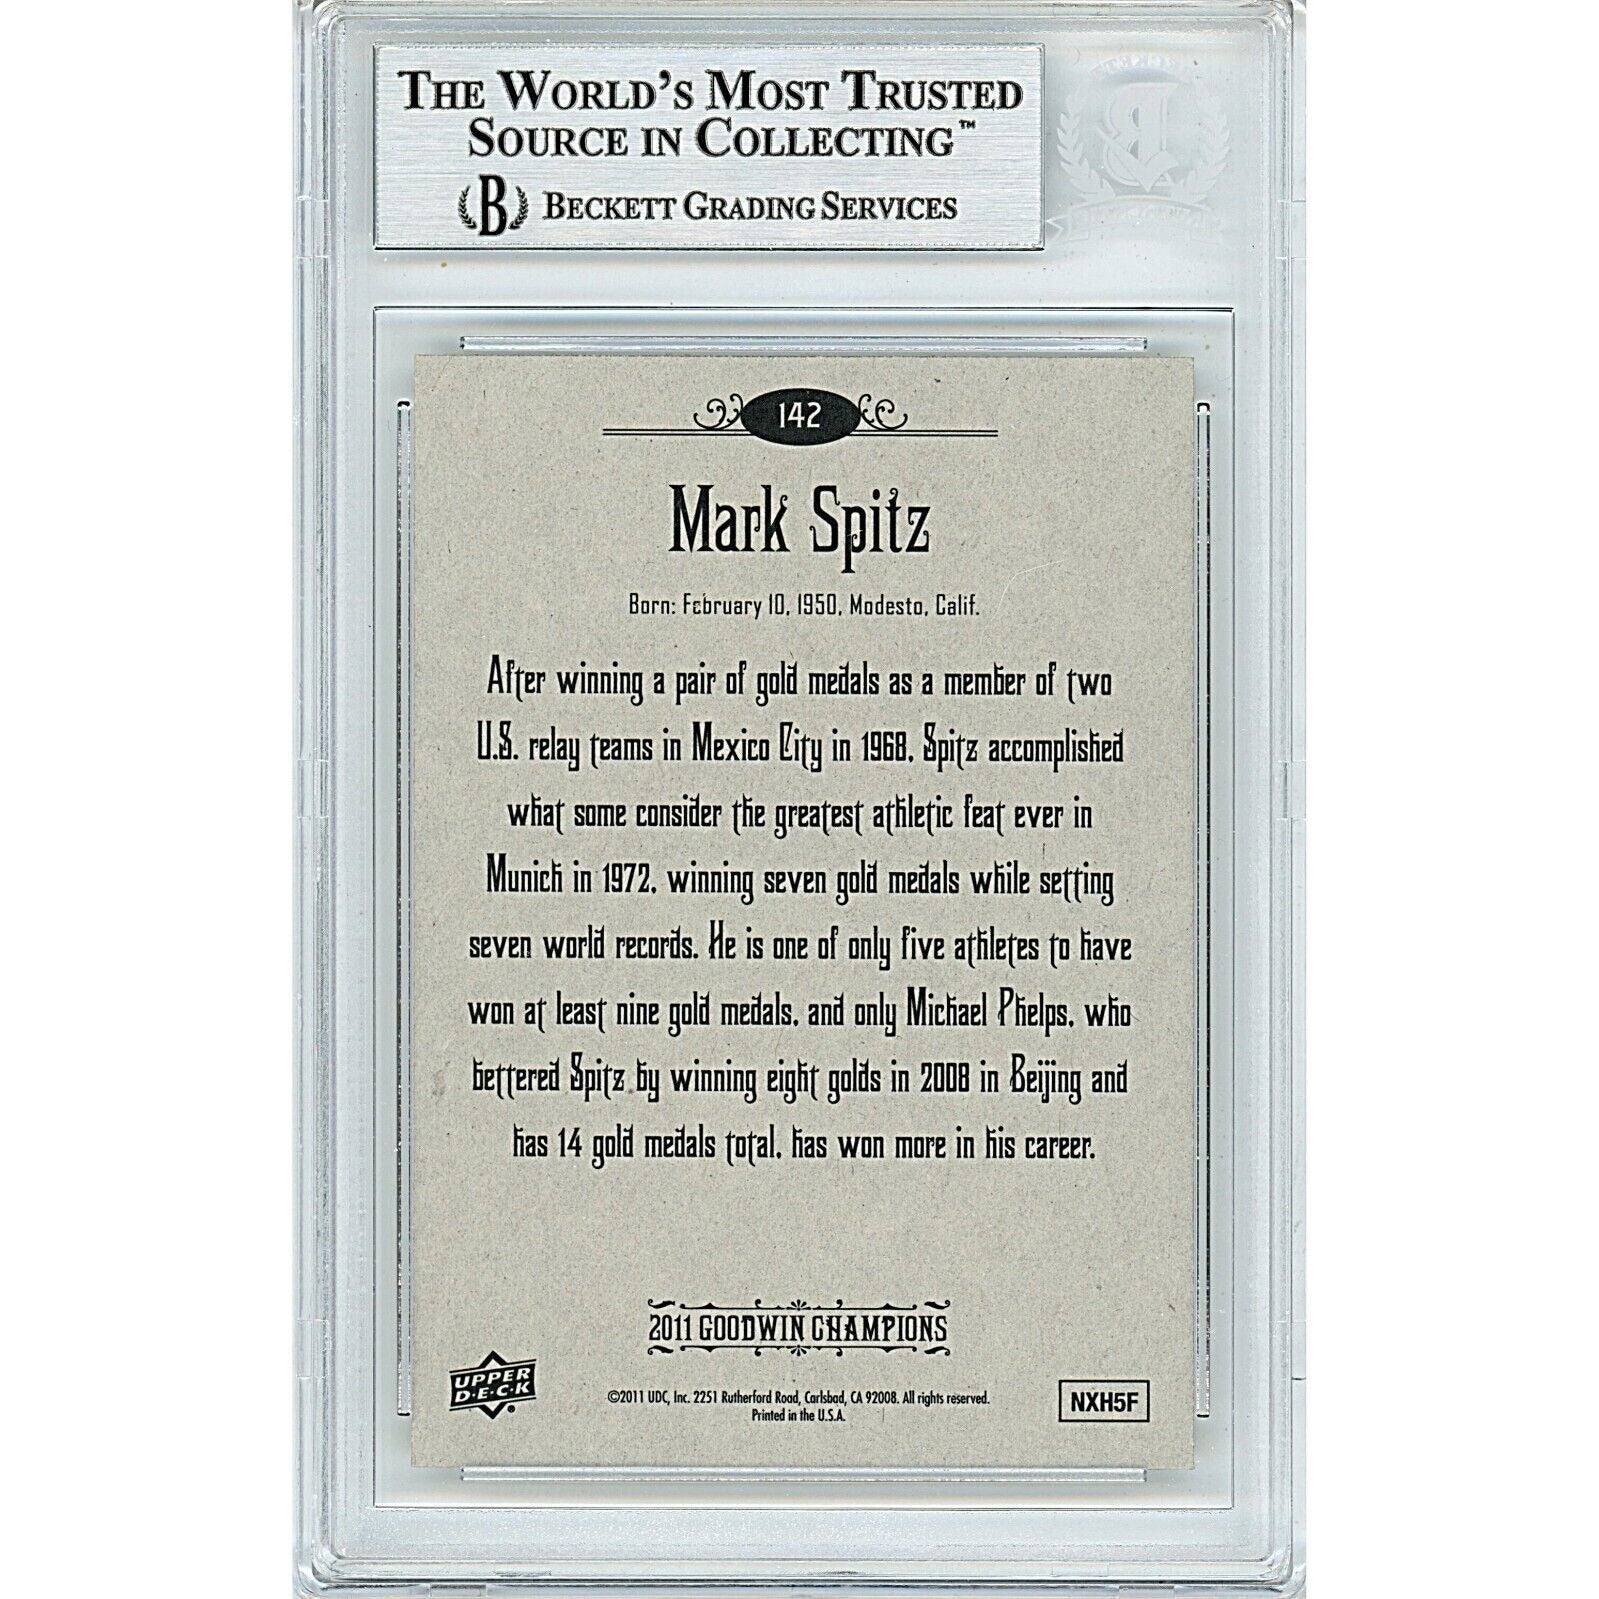 THE WORLD'S MOST TRUSTED
SOURCE IN COLLECTING™
B BECKETT GRADING SERVICES
142
Mark Spitz
Born: February 10, 1950, Modesto, Calif.
After winning a pair of gold medals as a member of two
U.S. relay teams in Mexico City in 1968, Spitz accomplished
what some consider the greatest athletic feat ever in
Munich in 1972, winning seven gold medals while setting
seven world records. He is one of only five athletes to have
won at least nine gold medals, and only Michael Phelps, who
bettered Spitz by winning eight golds in 2008 in Beijing and
has 14 gold medals total, has won more in his career.
2011 GOODWIN CHAMPIONS
UPPER
D·E·C·K®
©2011 UDC, Inc. 2251 Rutherford Road, Carlsbad, CA 92008. All rights reserved.
Printed in the U.S.A.
NXH5F